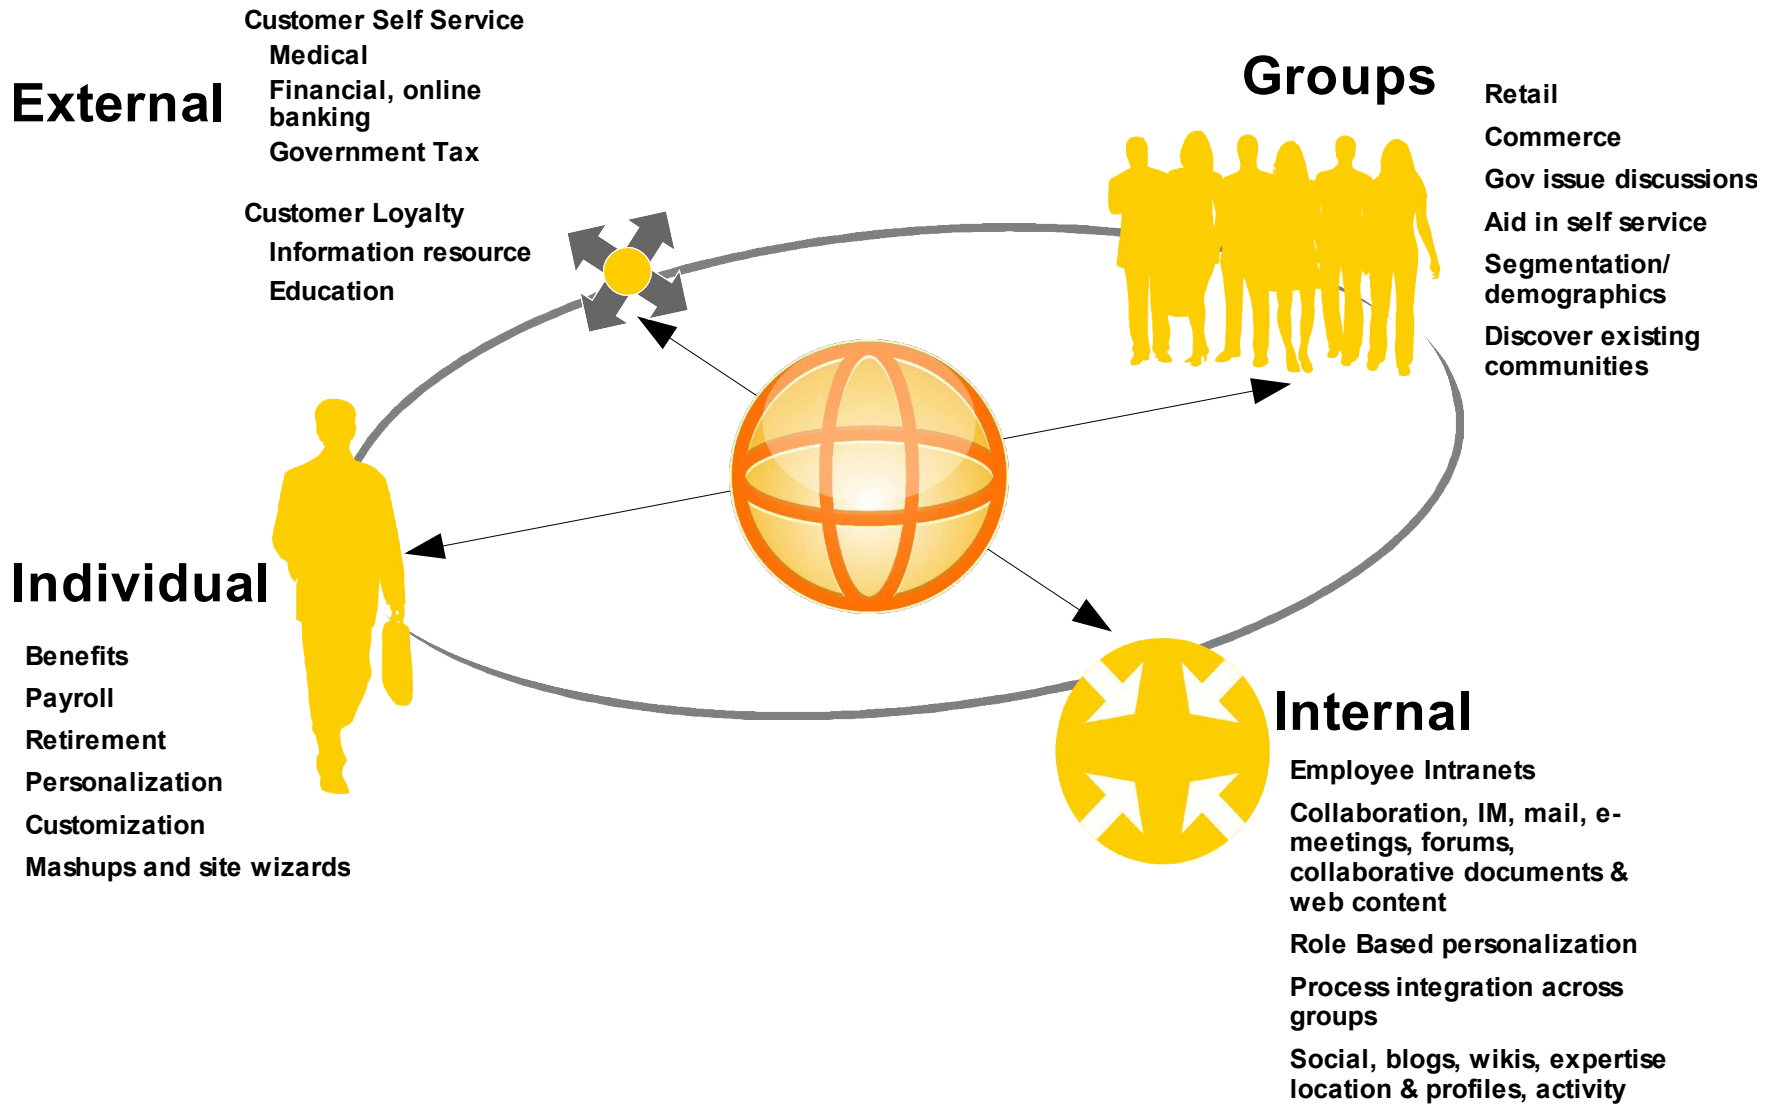 External
Customer Self Service
Medical
Financial, online
banking
Government Tax
Customer Loyalty
Information resource
Education
Groups
Retail
Commerce
Gov issue discussions
Aid in self service
Segmentation/
demographics
Discover existing
communities
Individual
Benefits
Payroll
Retirement
Personalization
Customization
Mashups and site wizards
Internal
Employee Intranets
Collaboration, IM, mail, e-
meetings, forums,
collaborative documents &
web content
Role Based personalization
Process integration across
groups
Social, blogs, wikis, expertise
location & profiles, activity